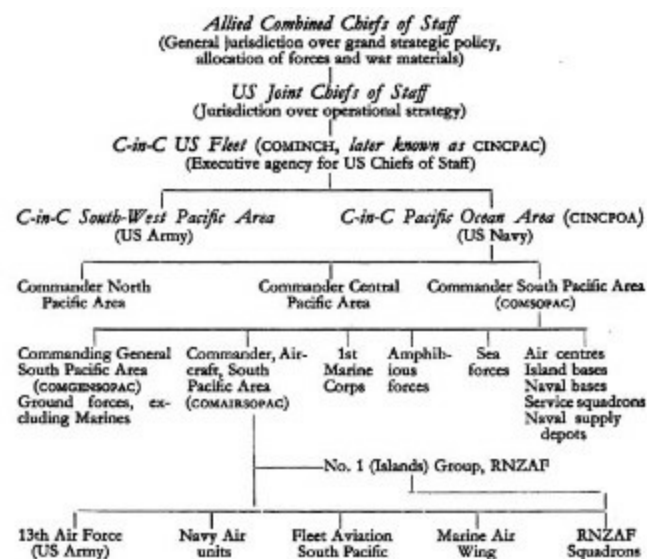 Allied Combined Chiefs of Staff
(General jurisdiction over grand strategic policy,
allocation of forces and war materials)
US Joint Chiefs of Staff
(Jurisdiction over operational strategy)
C-in-C US Fleet (COMINCH, later known as CINCPAC)
(Executive agency for US Chiefs of Staff)
C-in-C South-West Pacific Area
(US Army)
C-in-C Pacific Ocean Area (CINCPOA)
(US Navy)
Commander North
Pacific Area
Commander Central
Pacific Area
Commander South Pacific Area
(COMSOPAC)
Commanding General
South Pacific Area
(COMGENSOPAC)
Ground forces, ex-
cluding Marines
Commander, Air-
craft, South
Pacific Area
(COMAIRSOPAC)
1st
Marine
Corps
Amphib-
ious
forces
Sea
forces
Air centres
Island bases
Naval bases
Service squadrons
Naval supply
depots
No. 1 (Islands) Group, RNZAF
13th Air Force
(US Army)
Navy Air
units
Fleet Aviation
South Pacific
Marine Air
Wing
RNZAF
Squadrons